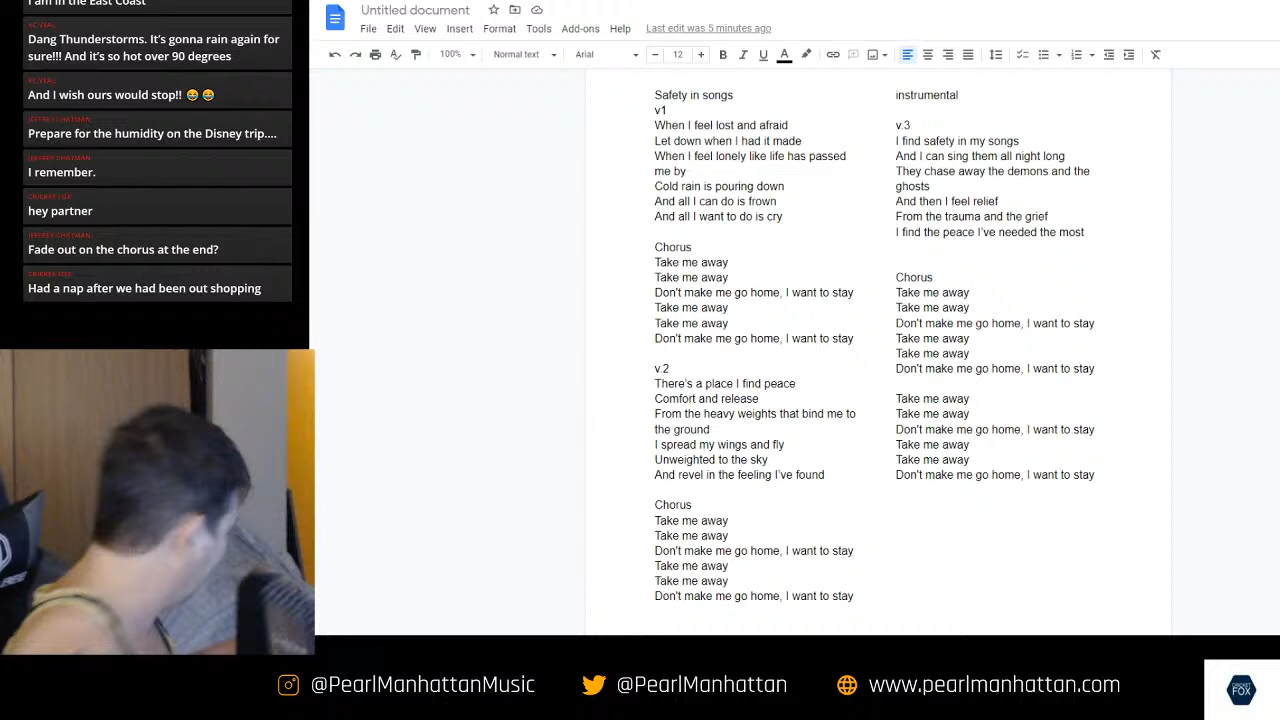 I am in the East Coast
Dang Thunderstorms. It's gonna rain again for
sure!! And it's so hot over 90 degrees
And I wish ours would stop!!
JEFFREY CHATMAN
Prepare for the humidity on the Disney trip....
JEFFREY CHATMAN
I remember.
CRICKET FOX
hey partner
JEFFREY CHATMAN
Fade out on the chorus at the end?
CRICKET FOX
Had a nap after we had been out shopping
Untitled document
File Edit View Insert Format Tools Add-ons Help Last edit was 5 minutes ago
100% Normal text Arial 12 B I U A
Safety in songs
v1
When I feel lost and afraid
Let down when I had it made
When I feel lonely like life has passed
me by
Cold rain is pouring down
And all I can do is frown
And all I want to do is cry
Chorus
Take me away
Take me away
Don't make me go home, I want to stay
Take me away
Take me away
Don't make me go home, I want to stay
v.2
There's a place I find peace
Comfort and release
From the heavy weights that bind me to
the ground
I spread my wings and fly
Unweighted to the sky
And revel in the feeling I've found
Chorus
Take me away
Take me away
Don't make me go home, I want to stay
Take me away
Take me away
Don't make me go home, I want to stay
instrumental
v.3
I find safety in my songs
And I can sing them all night long
They chase away the demons and the
ghosts
And then I feel relief
From the trauma and the grief
I find the peace I've needed the most
Chorus
Take me away
Take me away
Don't make me go home, I want to stay
Take me away
Take me away
Don't make me go home, I want to stay
Take me away
Take me away
Don't make me go home, I want to stay
Take me away
Take me away
Don't make me go home, I want to stay
@PearlManhattanMusic
@PearlManhattan
www.pearlmanhattan.com
CRICKET
FOX